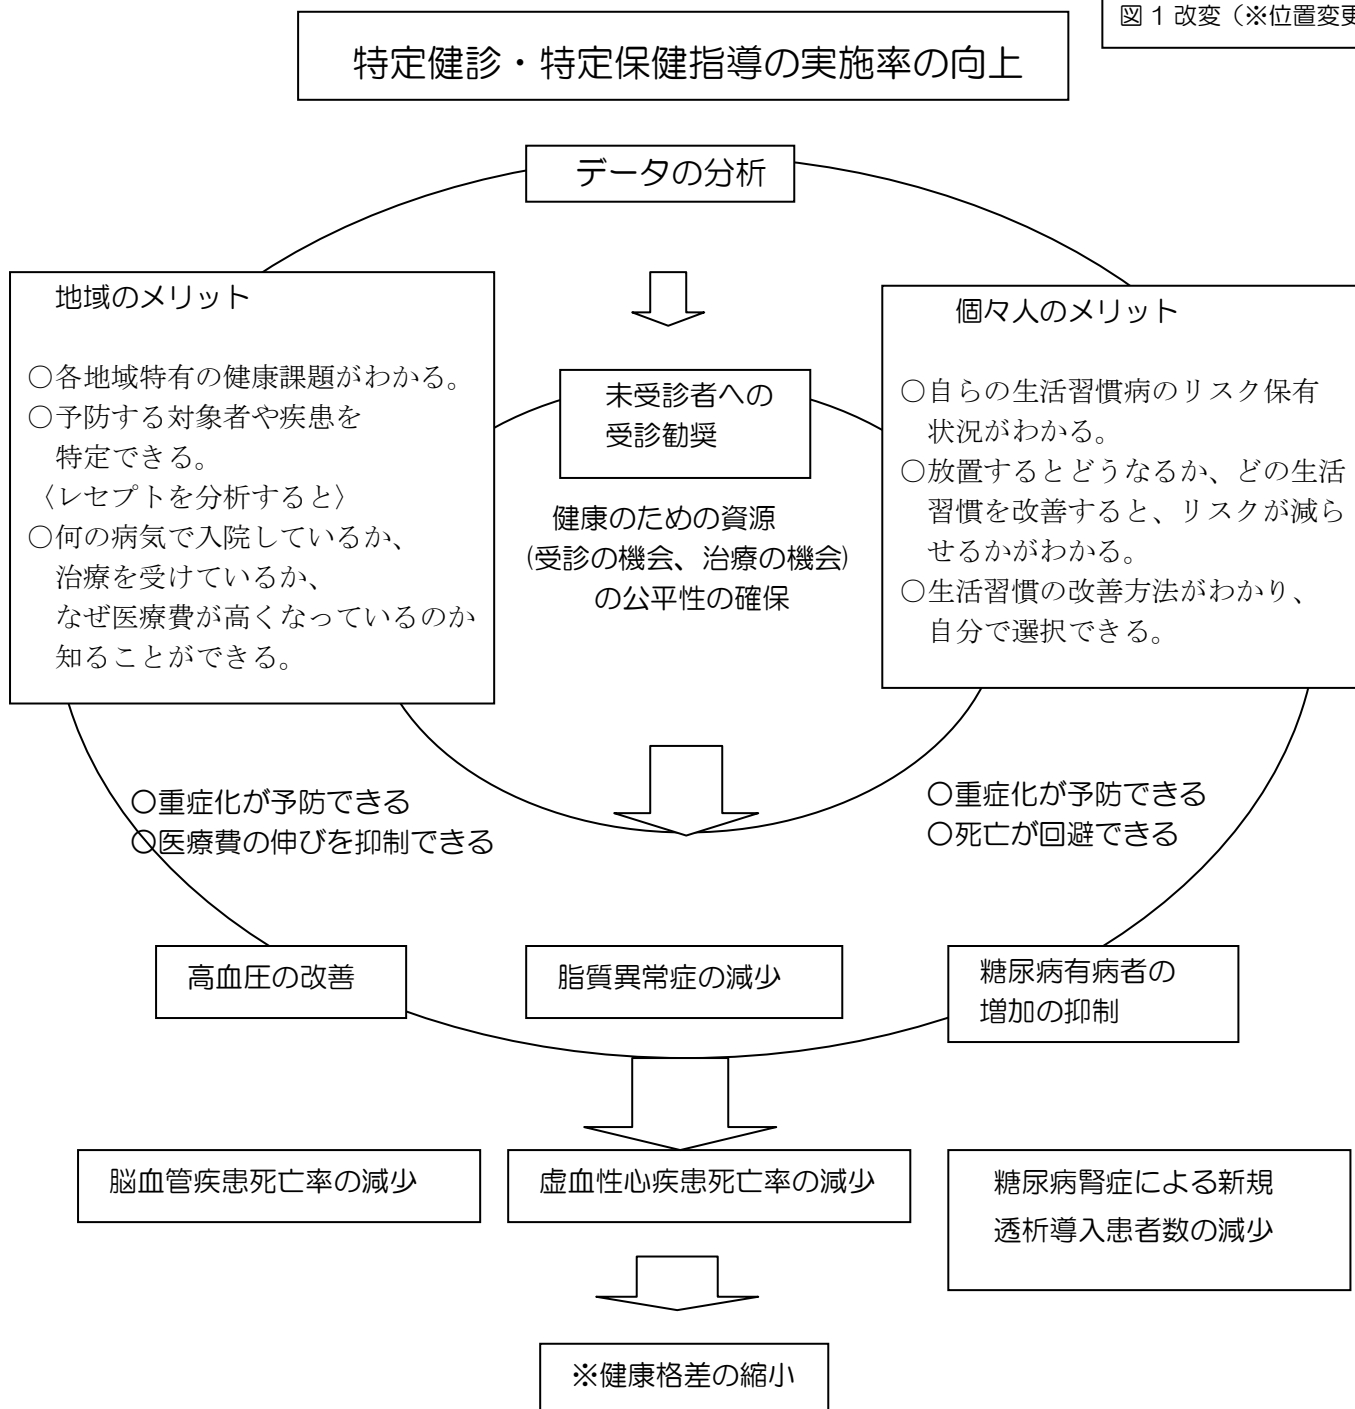 図 1 改変（※位置変更
特定健診・特定保健指導の実施率の向上
データの分析
地域のメリット
○各地域特有の健康課題がわかる。
○予防する対象者や疾患を
特定できる。
〈レセプトを分析すると〉
○何の病気で入院しているか、
治療を受けているか、
なぜ医療費が高くなっているのか
知ることができる。
未受診者への
受診勧奨
健康のための資源
(受診の機会、治療の機会)
の公平性の確保
個々人のメリット
○自らの生活習慣病のリスク保有
状況がわかる。
○放置するとどうなるか、どの生活
習慣を改善すると、リスクが減ら
せるかがわかる。
○生活習慣の改善方法がわかり、
自分で選択できる。
○重症化が予防できる
○医療費の伸びを抑制できる
○重症化が予防できる
○死亡が回避できる
高血圧の改善
脂質異常症の減少
糖尿病有病者の
増加の抑制
脳血管疾患死亡率の減少
虚血性心疾患死亡率の減少
糖尿病腎症による新規
透析導入患者数の減少
※健康格差の縮小